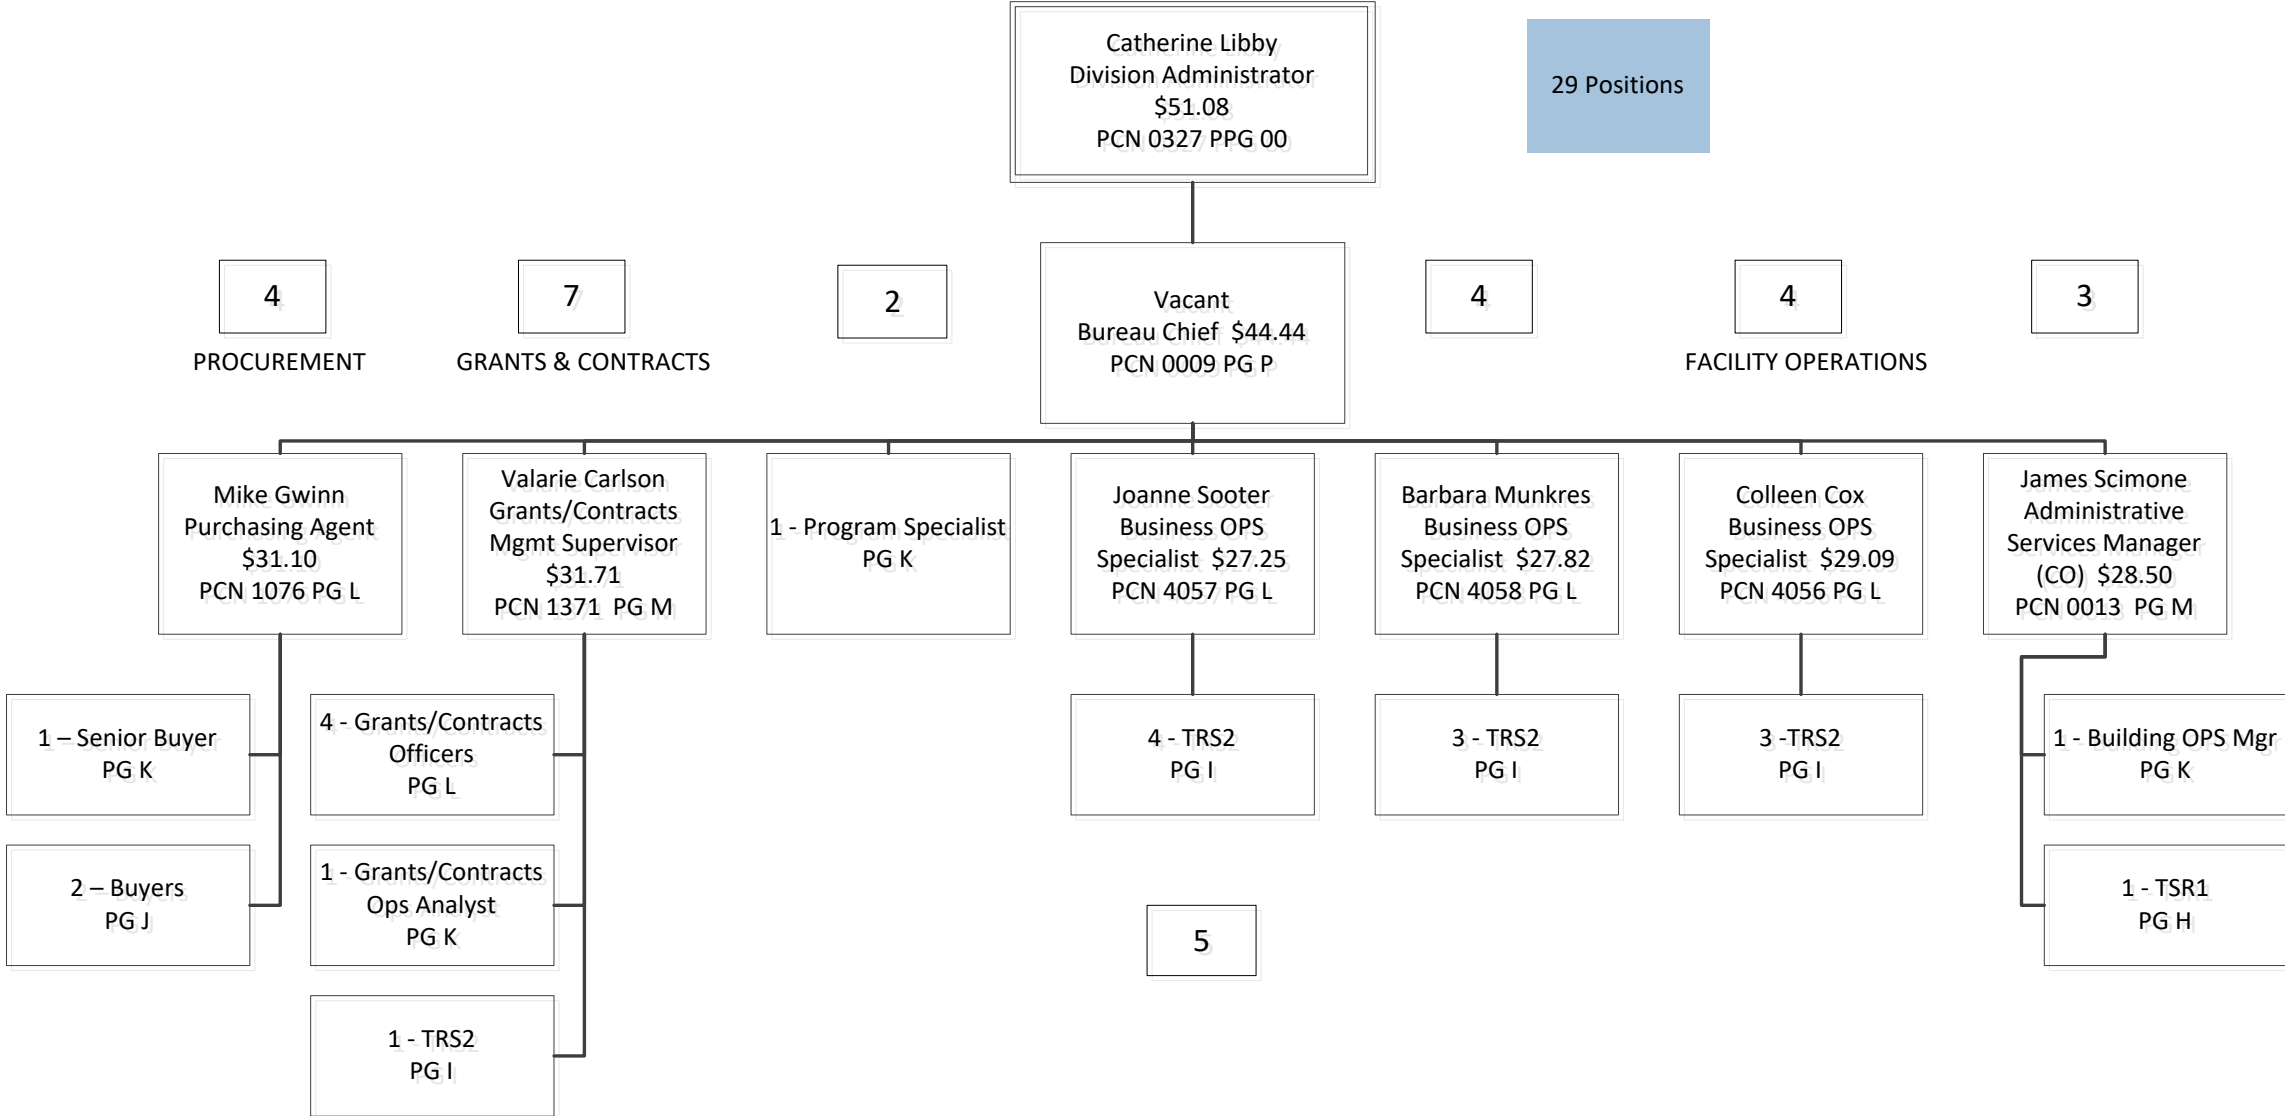 Catherine Libby
Division Administrator
$51.08
PCN 0327 PPG 00
29 Positions
4
PROCUREMENT
7
GRANTS & CONTRACTS
2
Vacant
Bureau Chief  $44.44
PCN 0009 PG P
4
4
FACILITY OPERATIONS
3
Mike Gwinn
Purchasing Agent
$31.10
PCN 1076 PG L
Valarie Carlson
Grants/Contracts
Mgmt Supervisor
$31.71
PCN 1371  PG M
1 - Program Specialist
PG K
Joanne Sooter
Business OPS
Specialist  $27.25
PCN 4057 PG L
Barbara Munkres
Business OPS
Specialist  $27.82
PCN 4058 PG L
Colleen Cox
Business OPS
Specialist  $29.09
PCN 4056 PG L
James Scimone
Administrative
Services Manager
(CO)  $28.50
PCN 0013  PG M
1 – Senior Buyer
PG K
4 - Grants/Contracts
Officers
PG L
4 - TRS2
PG I
3 - TRS2
PG I
3 -TRS2
PG I
1 - Building OPS Mgr
PG K
2 – Buyers
PG J
1 - Grants/Contracts
Ops Analyst
PG K
5
1 - TSR1
PG H
1 - TRS2
PG I